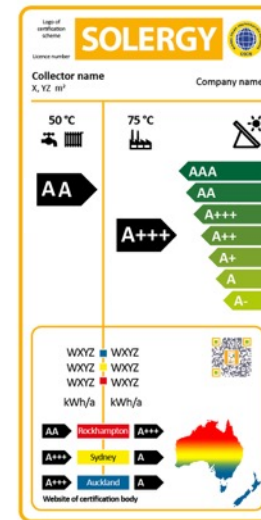 Logo of
certification
scheme
Licence number
SOLERGY
Collector name
X, YZ m²
Company name
50 °C
75 °C
AA
A+++
AAA
AA
A+++
A++
A+
A
A-
WXYZ WXYZ
WXYZ WXYZ
WXYZ WXYZ
kWh/a kWh/a
AA Rockhampton A+++
A+++ Sydney A
A+++ Auckland A
Website of certification body